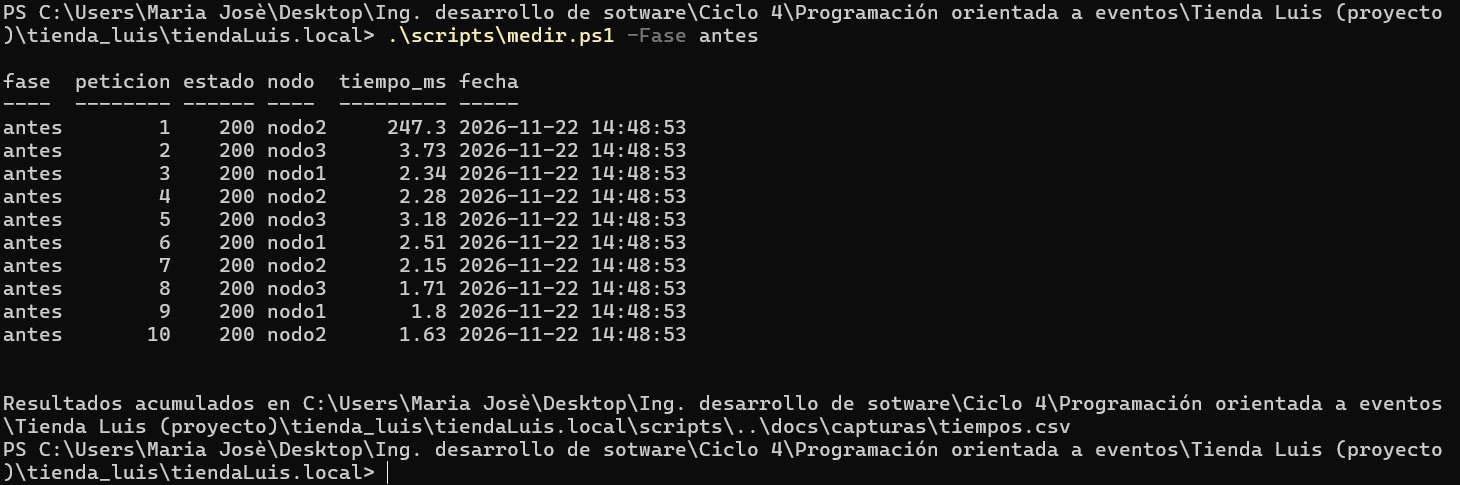 PS C:\Users\Maria Josè\Desktop\Ing. desarrollo de sotware\Ciclo 4\Programación orientada a eventos\Tienda Luis (proyecto
)\tienda_luis\tiendaLuis.local> .\scripts\medir.ps1 -Fase antes
fase  peticion estado nodo  tiempo_ms fecha
----  -------- ------ ----  --------- -----
antes        1    200 nodo2     247.3 2026-11-22 14:48:53
antes        2    200 nodo3      3.73 2026-11-22 14:48:53
antes        3    200 nodo1      2.34 2026-11-22 14:48:53
antes        4    200 nodo2      2.28 2026-11-22 14:48:53
antes        5    200 nodo3      3.18 2026-11-22 14:48:53
antes        6    200 nodo1      2.51 2026-11-22 14:48:53
antes        7    200 nodo2      2.15 2026-11-22 14:48:53
antes        8    200 nodo3      1.71 2026-11-22 14:48:53
antes        9    200 nodo1       1.8 2026-11-22 14:48:53
antes       10    200 nodo2      1.63 2026-11-22 14:48:53
Resultados acumulados en C:\Users\Maria Josè\Desktop\Ing. desarrollo de sotware\Ciclo 4\Programación orientada a eventos
\Tienda Luis (proyecto)\tienda_luis\tiendaLuis.local\scripts\..\docs\capturas\tiempos.csv
PS C:\Users\Maria Josè\Desktop\Ing. desarrollo de sotware\Ciclo 4\Programación orientada a eventos\Tienda Luis (proyecto
)\tienda_luis\tiendaLuis.local>